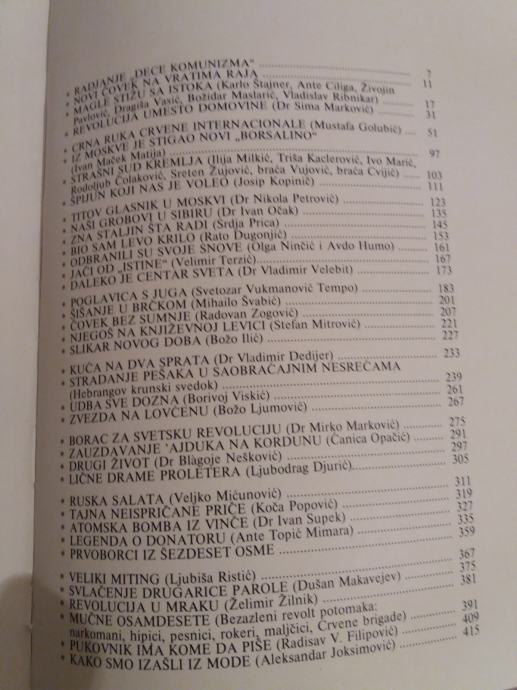 • RADJANJE „DECE KOMUNIZMA“ ... 7
• NOVI ČOVEK NA VRATIMA RAJA ... 11
• MAGLE STIŽU SA ISTOKA (Karlo Štajner, Ante Ciliga, Živojin
Pavlović, Dragiša Vasić, Božidar Maslarić, Vladislav Ribnikar) ... 17
• REVOLUCIJA UMESTO DOMOVINE (Dr Sima Marković) ... 31
• CRNA RUKA CRVENE INTERNACIONALE (Mustafa Golubić) ... 51
• IZ MOSKVE JE STIGAO NOVI „BORSALINO“
(Ivan Maček Matija) ... 97
• STRAŠNI SUD KREMLJA (Ilija Milkić, Triša Kaclerović, Ivo Marić,
Rodoljub Čolaković, Sreten Žujović, braća Vujović, braća Cvijić) ... 103
• ŠPIJUN KOJI NAS JE VOLEO (Josip Kopinič) ... 111
• TITOV GLASNIK U MOSKVI (Dr Nikola Petrović) ... 123
• NAŠI GROBOVI U SIBIRU (Dr Ivan Očak) ... 135
• ZNA STALJIN ŠTA RADI (Srdja Prica) ... 145
• BIO SAM LEVO KRILO (Rato Dugonjić) ... 153
• ODBRANILI SU SVOJE SNOVE (Olga Ninčić i Avdo Humo) ... 161
• JAČI OD „ISTINE“ (Velimir Terzić) ... 167
• DALEKO JE CENTAR SVETA (Dr Vladimir Velebit) ... 173
• POGLAVICA S JUGA (Svetozar Vukmanović Tempo) ... 183
• ŠIŠANJE U BRČKOM (Mihailo Švabić) ... 201
• ČOVEK BEZ SUMNJE (Radovan Zogović) ... 207
• NJEGOŠ NA KNJIŽEVNOJ LEVICI (Stefan Mitrović) ... 221
• SLIKAR NOVOG DOBA (Božo Ilić) ... 227
• KUĆA NA DVA SPRATA (Dr Vladimir Dedijer) ... 233
• STRADANJE PEŠAKA U SAOBRAĆAJNIM NESREĆAMA
(Hebrangov krunski svedok) ... 239
• UDBA SVE DOZNA (Borivoj Viskić) ... 261
• ZVEZDA NA LOVĆENU (Božo Ljumović) ... 267
• BORAC ZA SVETSKU REVOLUCIJU (Dr Mirko Marković) ... 275
• ZAUZDAVANJE 'AJDUKA NA KORDUNU (Čanica Opačić) ... 291
• DRUGI ŽIVOT (Dr Blagoje Nešković) ... 297
• LIČNE DRAME PROLETERA (Ljubodrag Djurić) ... 305
• RUSKA SALATA (Veljko Mićunović) ... 311
• TAJNA NEISPRIČANE PRIČE (Koča Popović) ... 319
• ATOMSKA BOMBA IZ VINČE (Dr Ivan Supek) ... 327
• LEGENDA O DONATORU (Ante Topić Mimara) ... 335
• PRVOBORCI IZ ŠEZDESET OSME ... 359
• VELIKI MITING (Ljubiša Ristić) ... 367
• SVLAČENJE DRUGARICE PAROLE (Dušan Makavejev) ... 375
• REVOLUCIJA U MRAKU (Želimir Žilnik) ... 381
• MUČNE OSAMDESETE (Bezazleni revolt potomaka:
narkomani, hipici, pesnici, rokeri, maljčici, Crvene brigade) ... 391
• PUKOVNIK IMA KOME DA PIŠE (Radisav V. Filipović) ... 409
• KAKO SMO IZAŠLI IZ MODE (Aleksandar Joksimović) ... 415